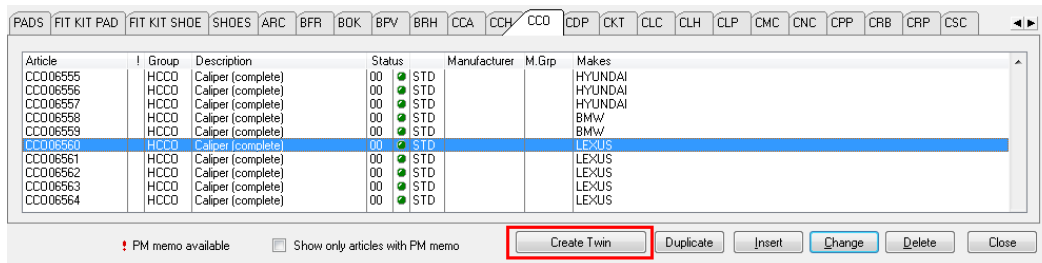 PADS FIT KIT PAD FIT KIT SHOE SHOES ARC BFR BOK BPV BRH CCA CCH CCO CDP CKT CLC CLH CLP CMC CNC CPP CRB CRP CSC
Article ! Group Description Status Manufacturer M.Grp Makes
CCO06555 HCCO Caliper (complete) 00 STD HYUNDAI
CCO06556 HCCO Caliper (complete) 00 STD HYUNDAI
CCO06557 HCCO Caliper (complete) 00 STD HYUNDAI
CCO06558 HCCO Caliper (complete) 00 STD BMW
CCO06559 HCCO Caliper (complete) 00 STD BMW
CCO06560 HCCO Caliper (complete) 00 STD LEXUS
CCO06561 HCCO Caliper (complete) 00 STD LEXUS
CCO06562 HCCO Caliper (complete) 00 STD LEXUS
CCO06563 HCCO Caliper (complete) 00 STD LEXUS
CCO06564 HCCO Caliper (complete) 00 STD LEXUS
! PM memo available Show only articles with PM memo Create Twin Duplicate Insert Change Delete Close